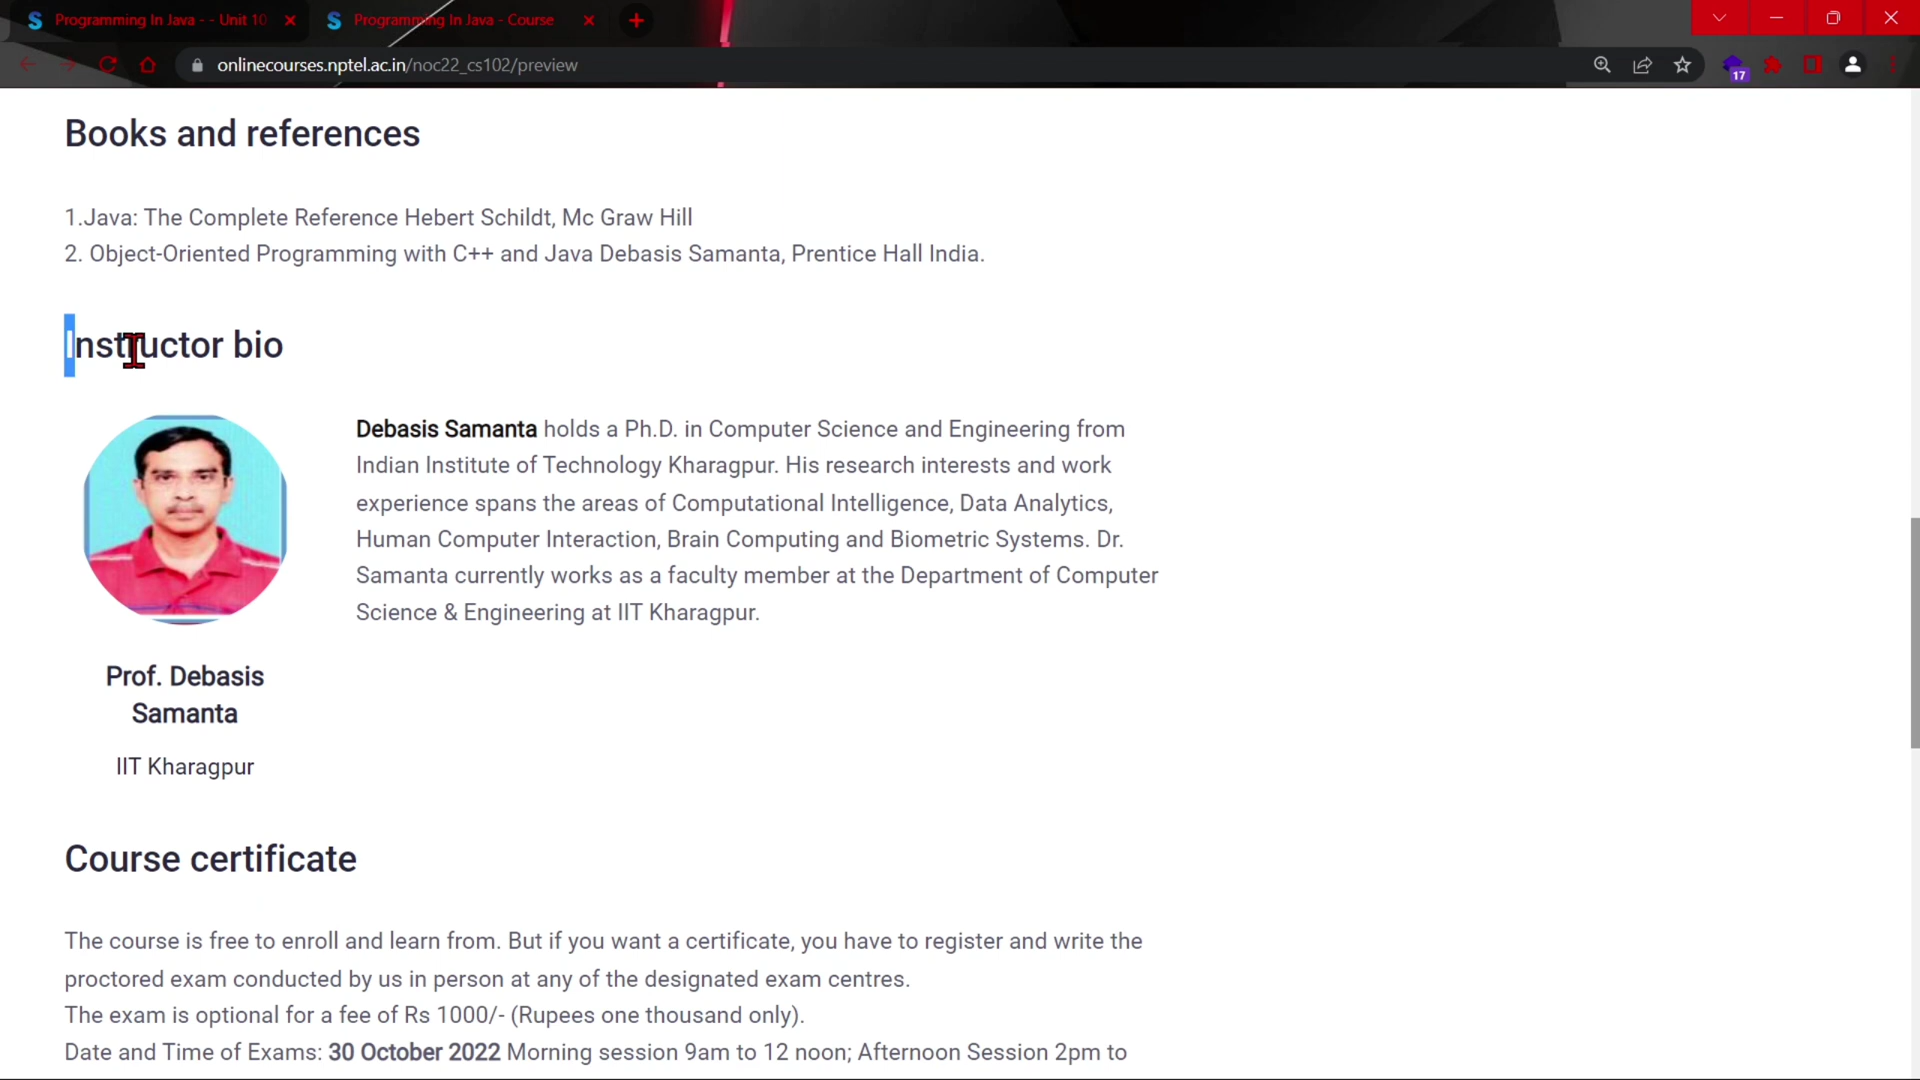 Programming In Java - - Unit 10
Programming In Java - Course
onlinecourses.nptel.ac.in/noc22_cs102/preview
17
Books and references
1.Java: The Complete Reference Hebert Schildt, Mc Graw Hill
2. Object-Oriented Programming with C++ and Java Debasis Samanta, Prentice Hall India.
Instructor bio
Debasis Samanta holds a Ph.D. in Computer Science and Engineering from
Indian Institute of Technology Kharagpur. His research interests and work
experience spans the areas of Computational Intelligence, Data Analytics,
Human Computer Interaction, Brain Computing and Biometric Systems. Dr.
Samanta currently works as a faculty member at the Department of Computer
Science & Engineering at IIT Kharagpur.
Prof. Debasis
Samanta
IIT Kharagpur
Course certificate
The course is free to enroll and learn from. But if you want a certificate, you have to register and write the
proctored exam conducted by us in person at any of the designated exam centres.
The exam is optional for a fee of Rs 1000/- (Rupees one thousand only).
Date and Time of Exams: 30 October 2022 Morning session 9am to 12 noon; Afternoon Session 2pm to